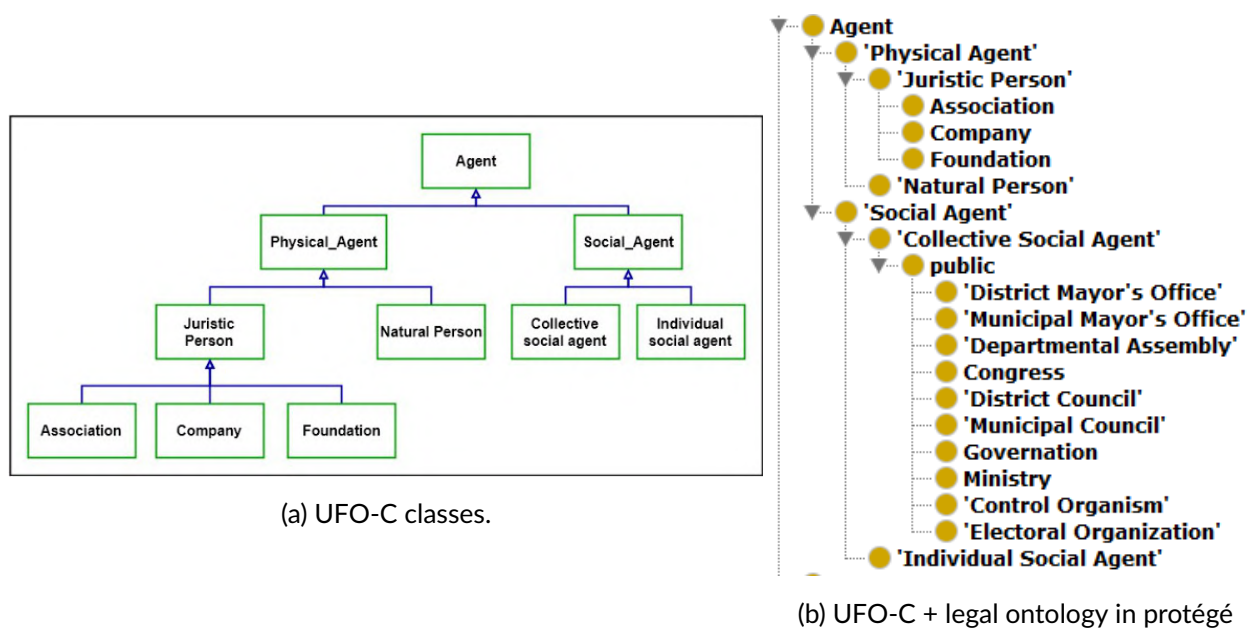 Agent
Physical_Agent
Social_Agent
Juristic
Person
Natural Person
Collective
social agent
Individual
social agent
Association
Company
Foundation
(a) UFO-C classes.
Agent
'Physical Agent'
'Juristic Person'
Association
Company
Foundation
'Natural Person'
'Social Agent'
'Collective Social Agent'
public
'District Mayor's Office'
'Municipal Mayor's Office'
'Departmental Assembly'
Congress
'District Council'
'Municipal Council'
Governation
Ministry
'Control Organism'
'Electoral Organization'
'Individual Social Agent'
(b) UFO-C + legal ontology in protégé